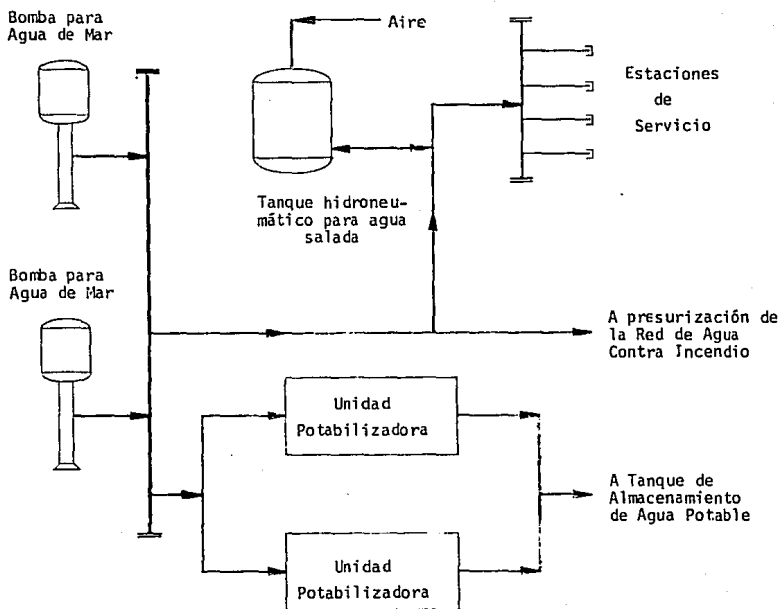 Bomba para
Agua de Mar
Aire
Estaciones
de
Servicio
Tanque hidroneu-
mático para agua
salada
Bomba para
Agua de Mar
A presurización de
la Red de Agua
Contra Incendio
Unidad
Potabilizadora
A Tanque de
Almacenamiento
de Agua Potable
Unidad
Potabilizadora